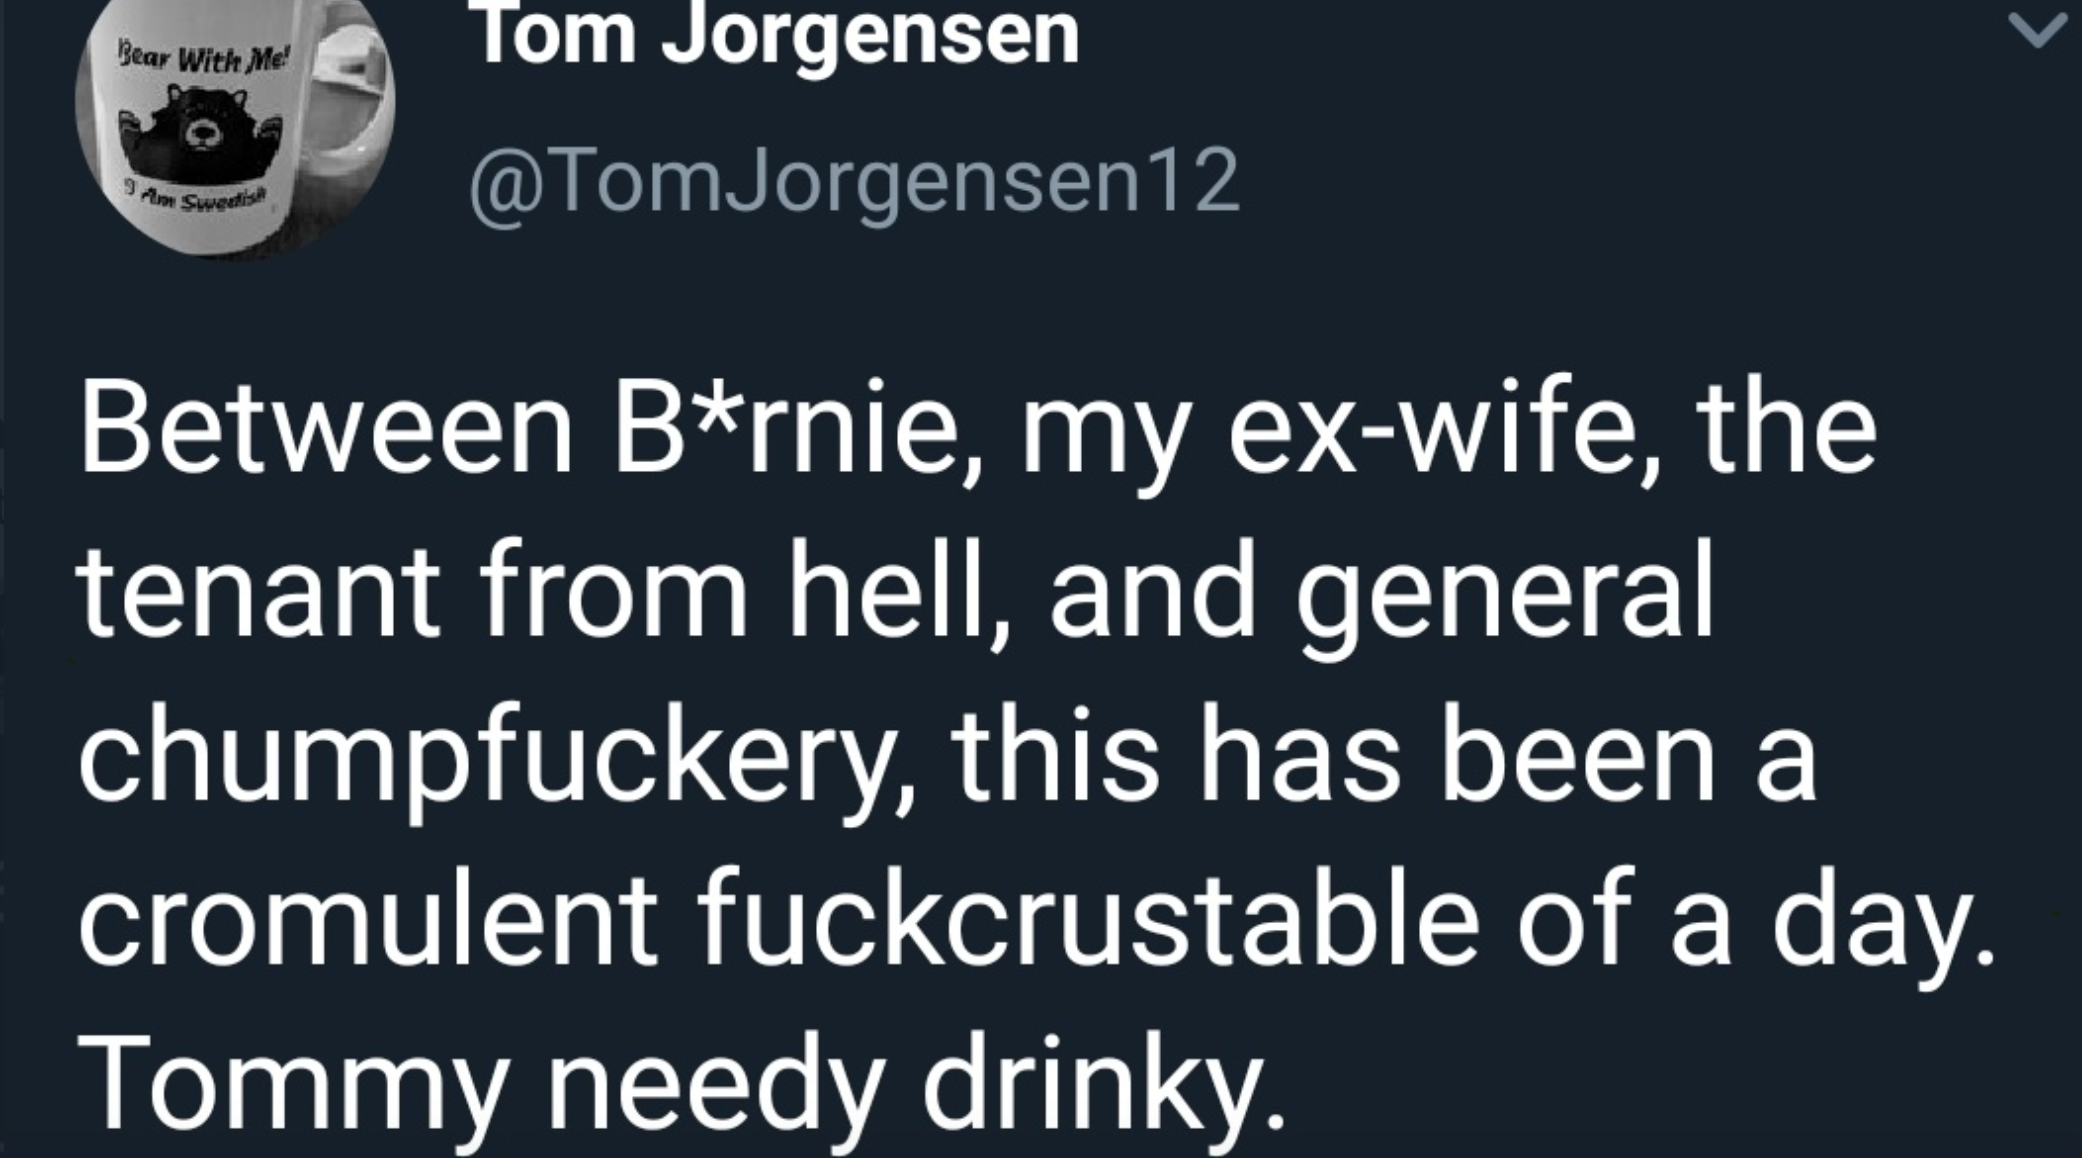 Bear With Me!
I Am Swedish
Tom Jorgensen
@TomJorgensen12
Between B*rnie, my ex-wife, the
tenant from hell, and general
chumpfuckery, this has been a
cromulent fuckcrustable of a day.
Tommy needy drinky.